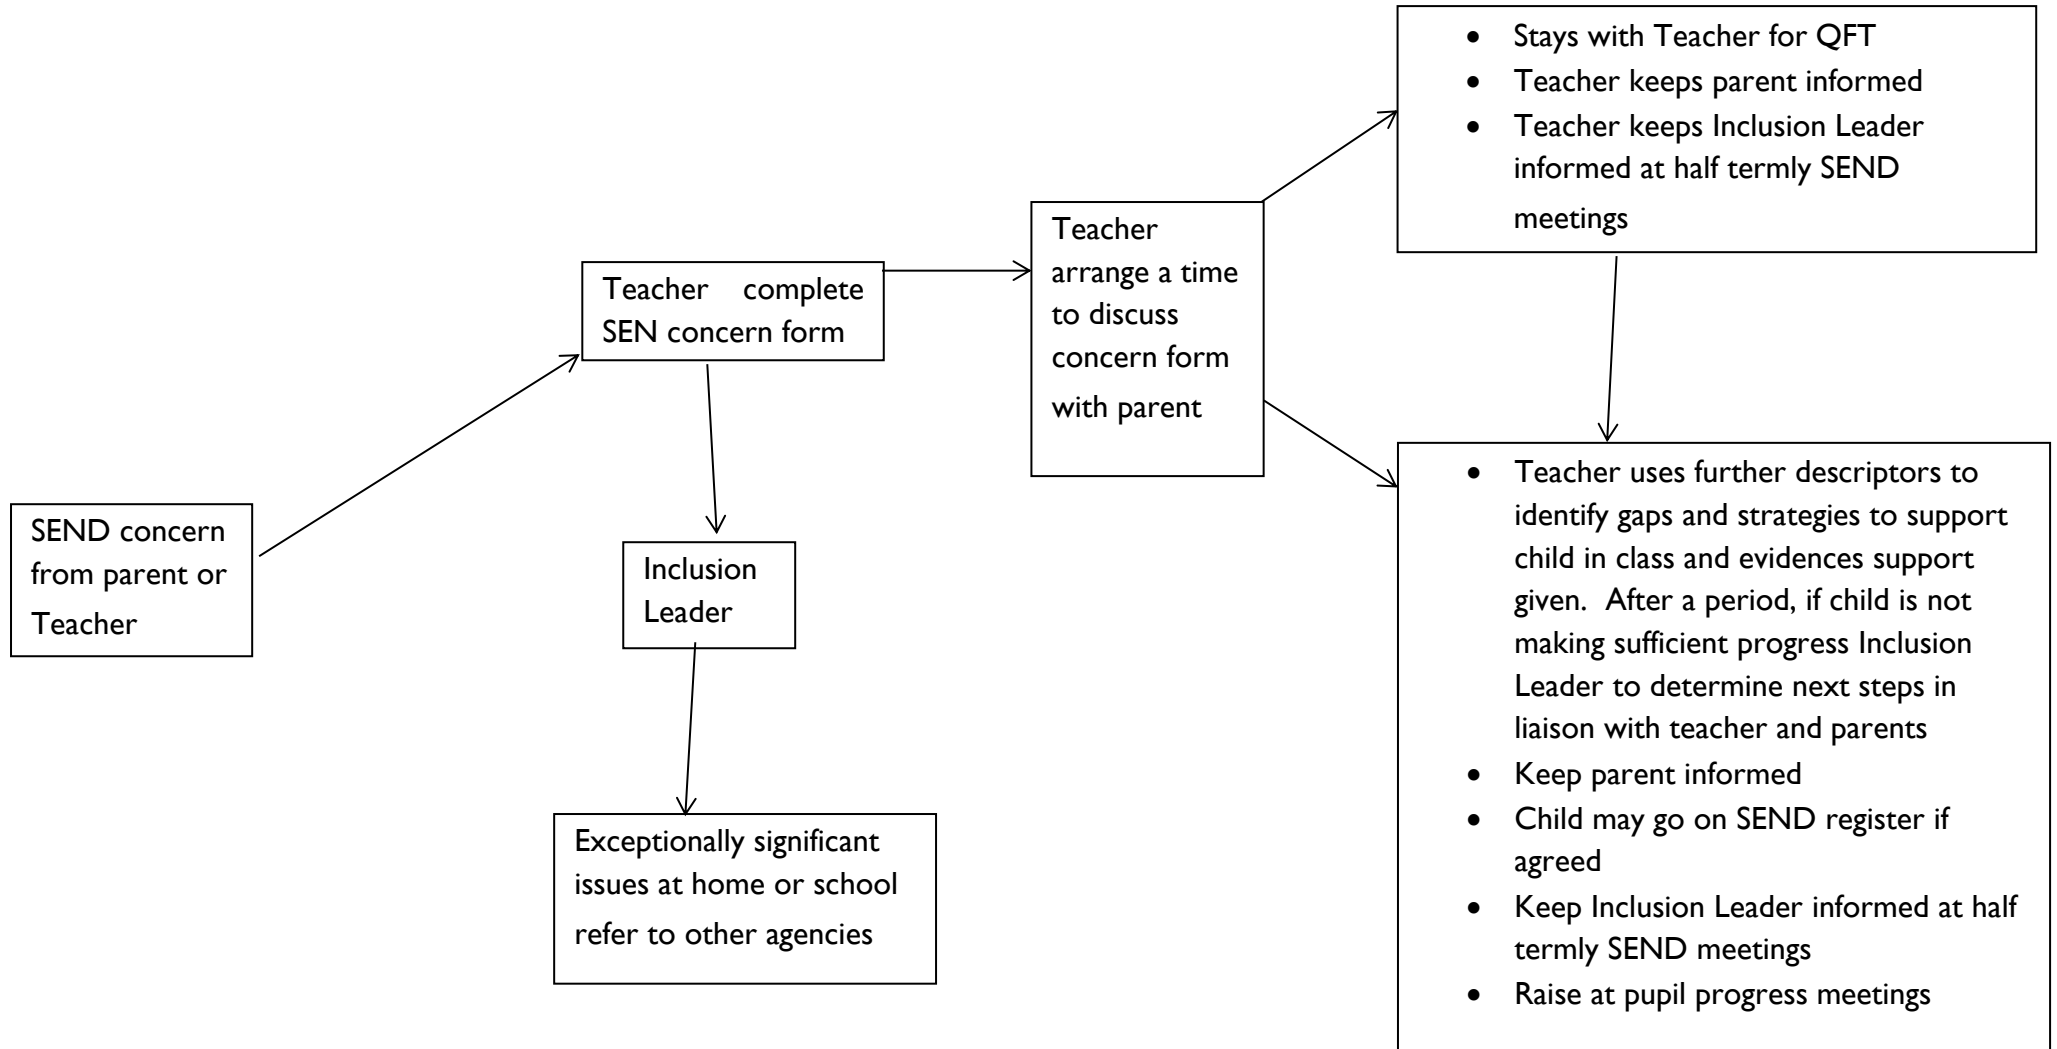 SEND concern
from parent or
Teacher
Teacher complete
SEN concern form
Inclusion
Leader
Exceptionally significant
issues at home or school
refer to other agencies
Teacher
arrange a time
to discuss
concern form
with parent
• Stays with Teacher for QFT
• Teacher keeps parent informed
• Teacher keeps Inclusion Leader
informed at half termly SEND
meetings
• Teacher uses further descriptors to
identify gaps and strategies to support
child in class and evidences support
given. After a period, if child is not
making sufficient progress Inclusion
Leader to determine next steps in
liaison with teacher and parents
• Keep parent informed
• Child may go on SEND register if
agreed
• Keep Inclusion Leader informed at half
termly SEND meetings
• Raise at pupil progress meetings